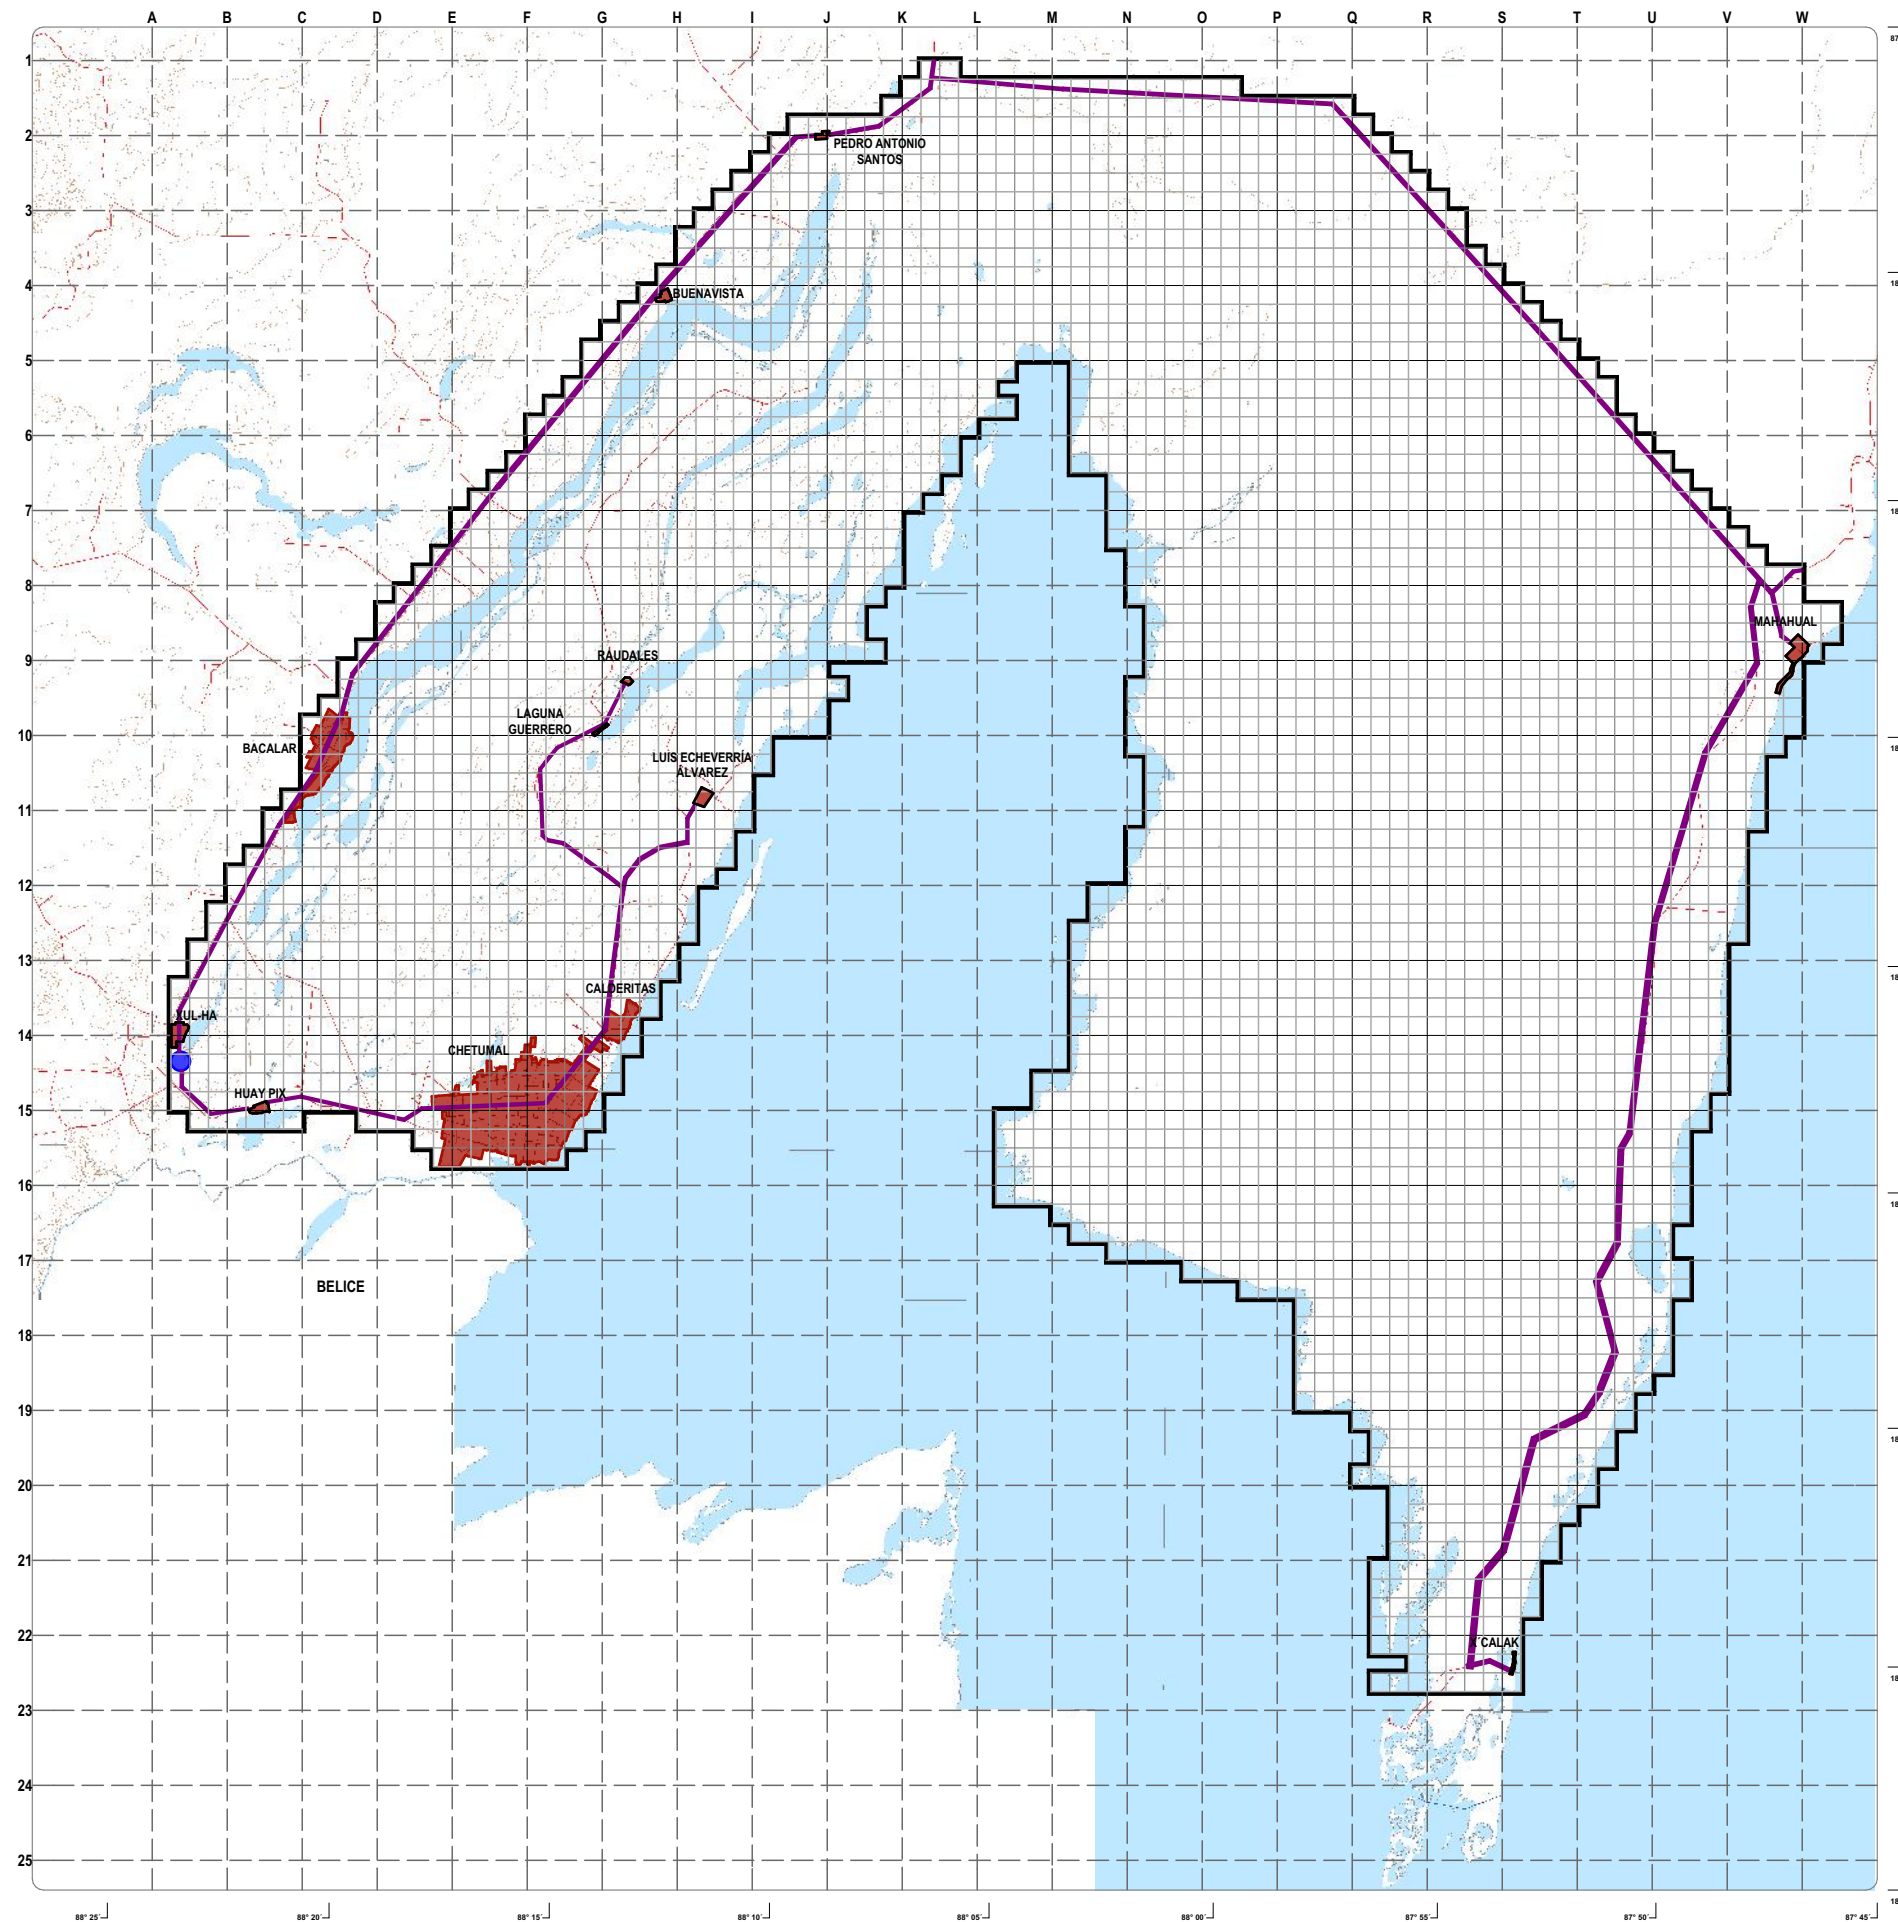 A B C D E F G H I J K L M N O P Q R S T U V W
1
2
PEDRO ANTONIO
SANTOS
3
4
BUENAVISTA
5
6
7
8
MAHAHUAL
9
RAUDALES
LAGUNA
GUERRERO
10
BACALAR
LUIS ECHEVERRÍA
ÁLVAREZ
11
12
13
CALDERITAS
XUL-HA
14
CHETUMAL
HUAY PIX
15
16
17
BELICE
18
19
20
21
22
X´CALAK
23
24
25
88° 25´ 88° 20´ 88° 15´ 88° 10´ 88° 05´ 88° 00´ 87° 55´ 87° 50´ 87° 45´